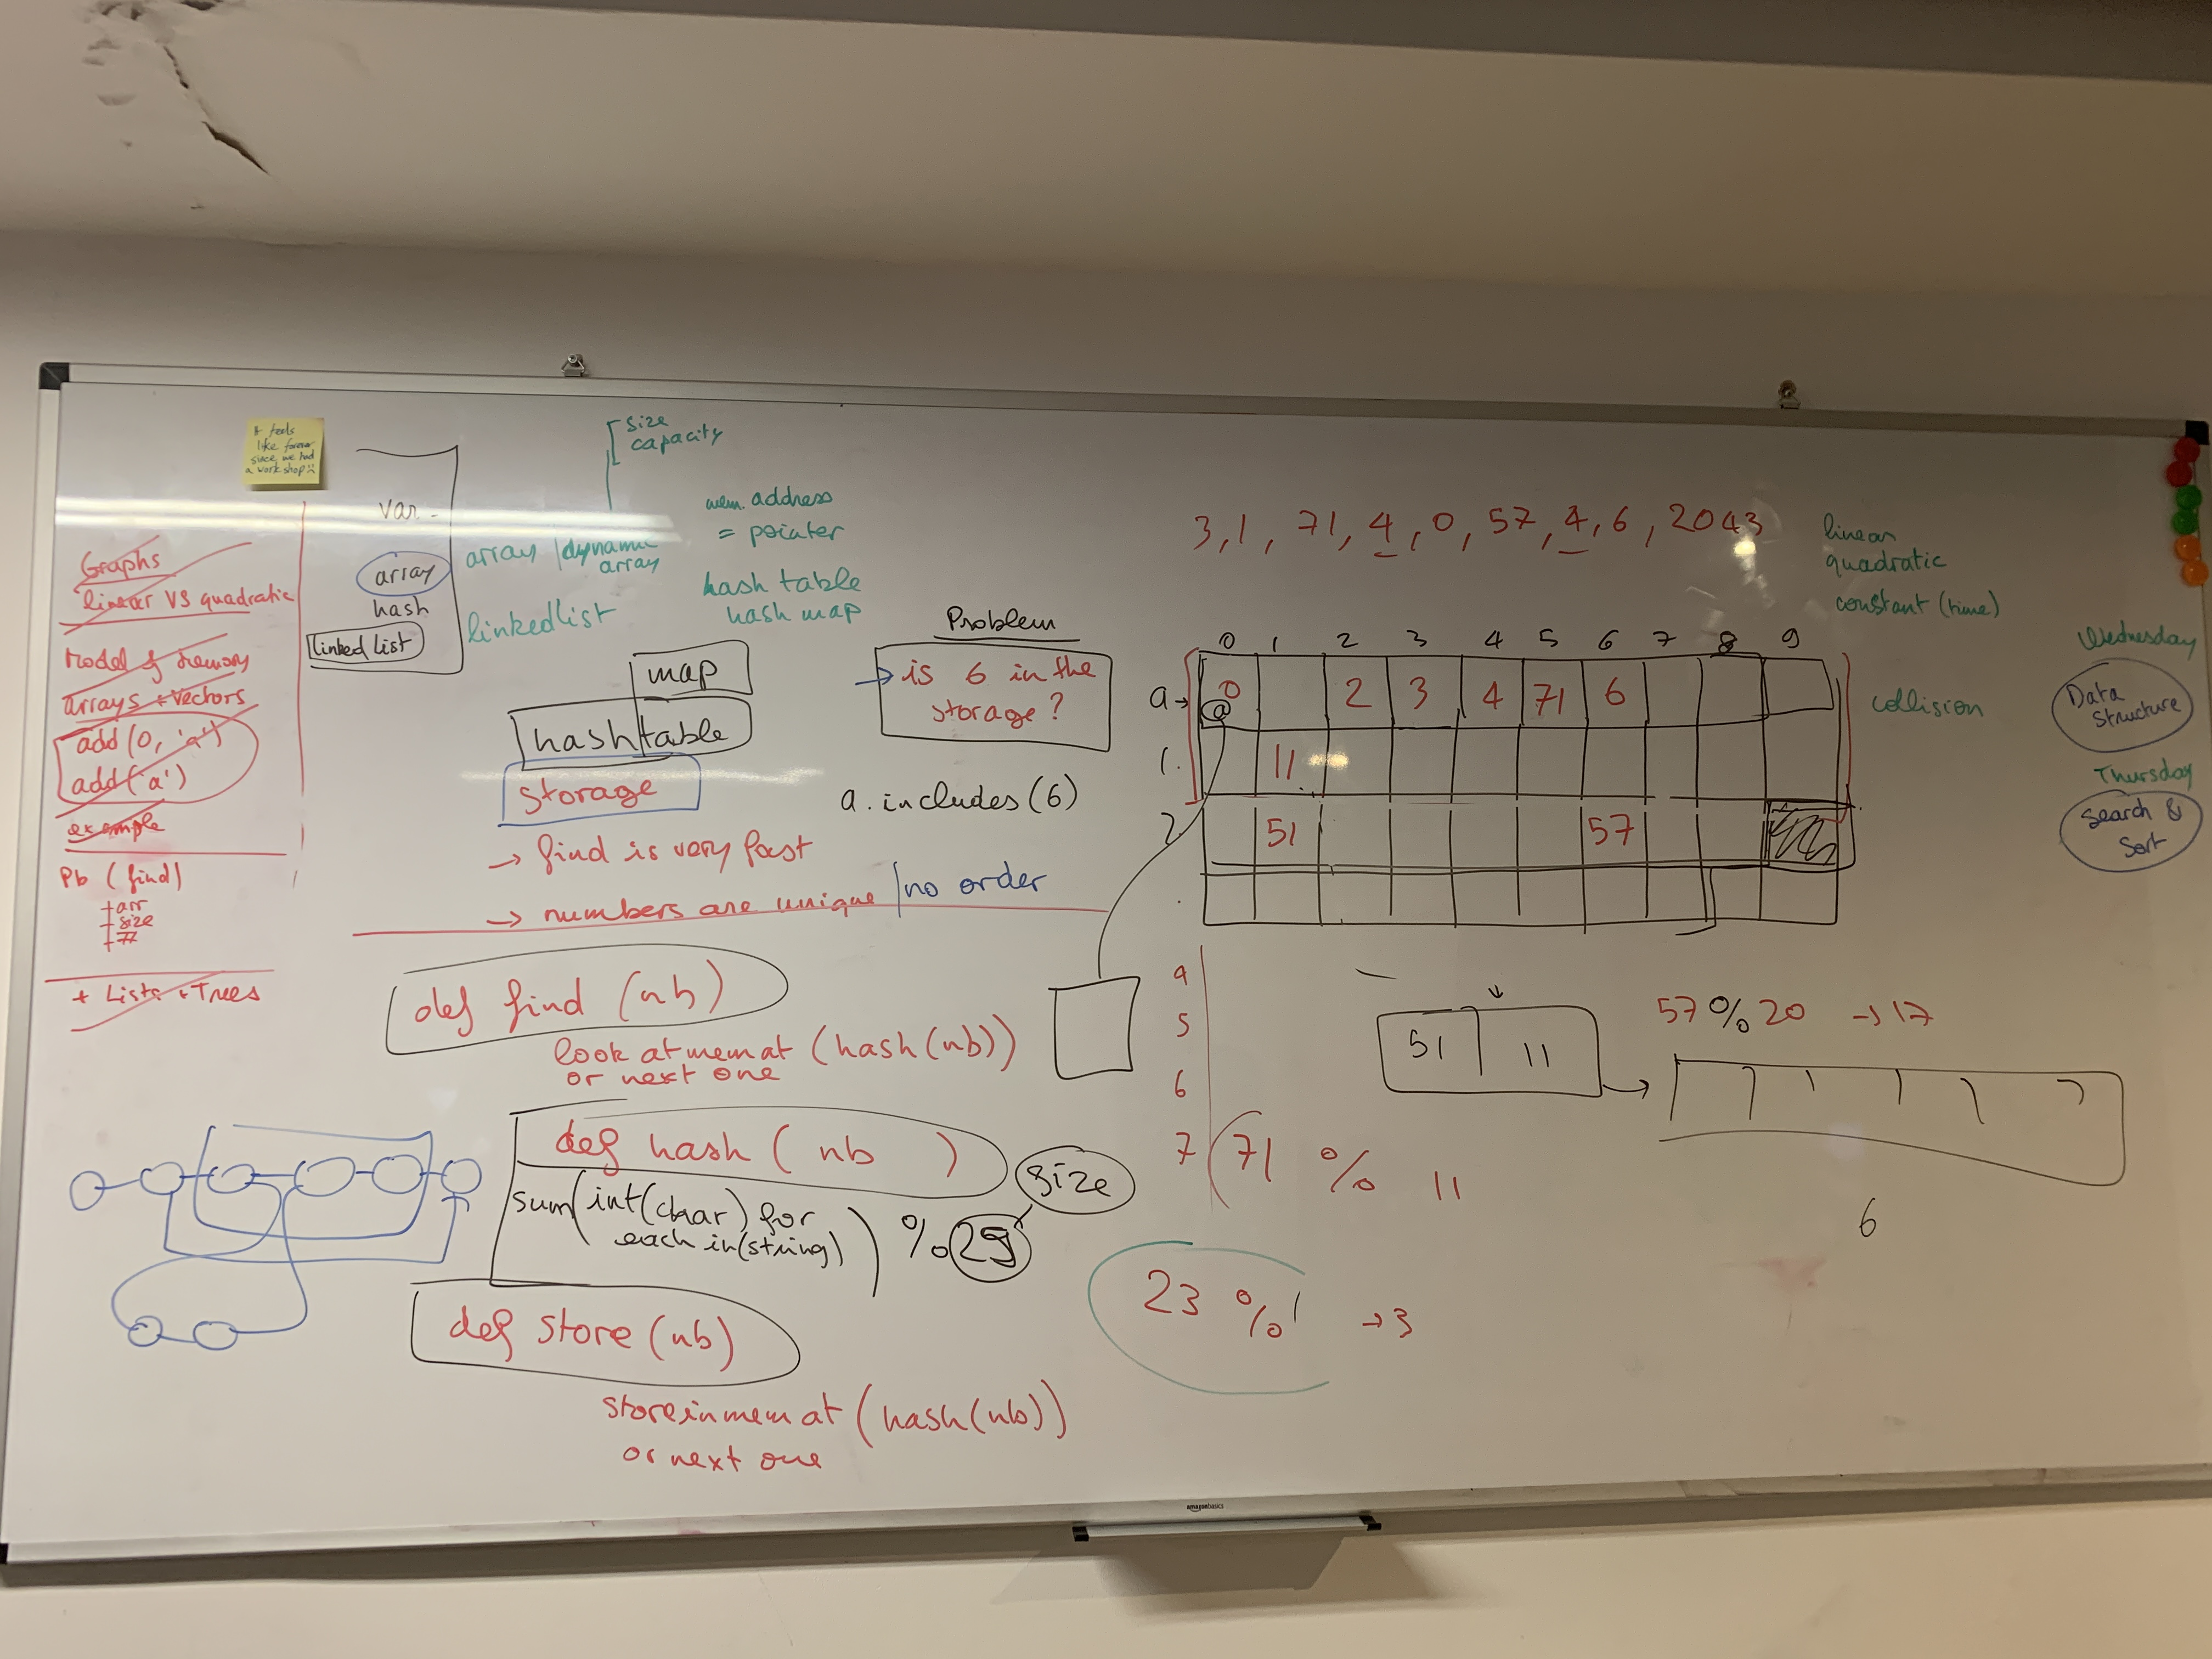 It feels
like forever
since we had
a workshop
Graphs
linear VS quadratic
Model of memory
arrays + vectors
add (0, 'a')
add ('a')
example
Pb (find)
+ arr
+ size
+ #
+ Lists + Trees
var
array
hash
linked list
size
capacity
array | dynamic
array
linkedlist
mem. address
= pointer
hash table
hash map
map
hashtable
storage
→ find is very fast
→ numbers are unique | no order
Problem
→ is 6 in the
storage ?
a. includes (6)
def find (nb)
look at mem at (hash (nb))
or next one
def hash ( nb )
sum(int(char) for
each in (string)) % 29
size
def store (nb)
store in mem at (hash (nb))
or next one
3, 1, 71, 4, 0, 57, 4, 6, 2043
linear
quadratic
constant (time)
0 1 2 3 4 5 6 7 8 9
a → 0 2 3 4 71 6
@
1. 11
2 51 57
.
collision
4
5
6
7
71 % 11
51 11
57 % 20 → 17
6
23 % → 3
Wednesday
Data
Structure
Thursday
Search &
Sort
amazonbasics